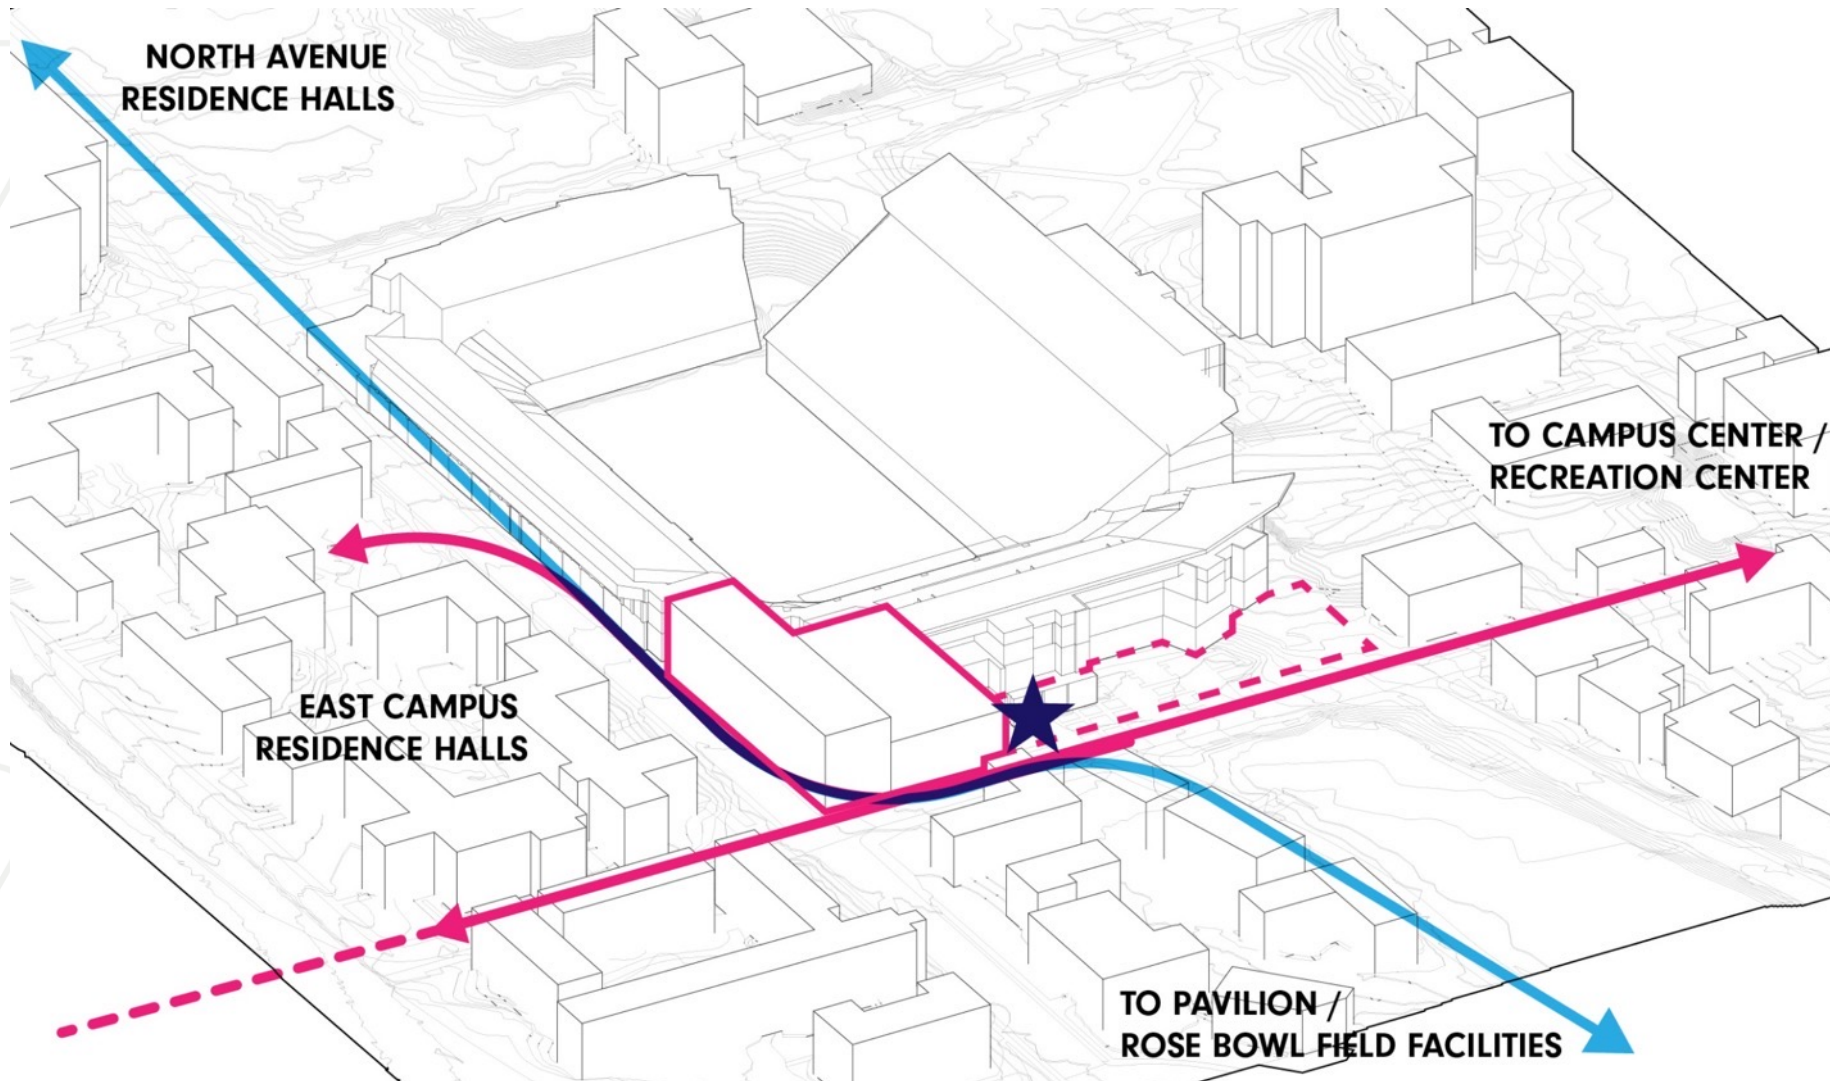 NORTH AVENUE
RESIDENCE HALLS
TO CAMPUS CENTER /
RECREATION CENTER
EAST CAMPUS
RESIDENCE HALLS
TO PAVILION /
ROSE BOWL FIELD FACILITIES